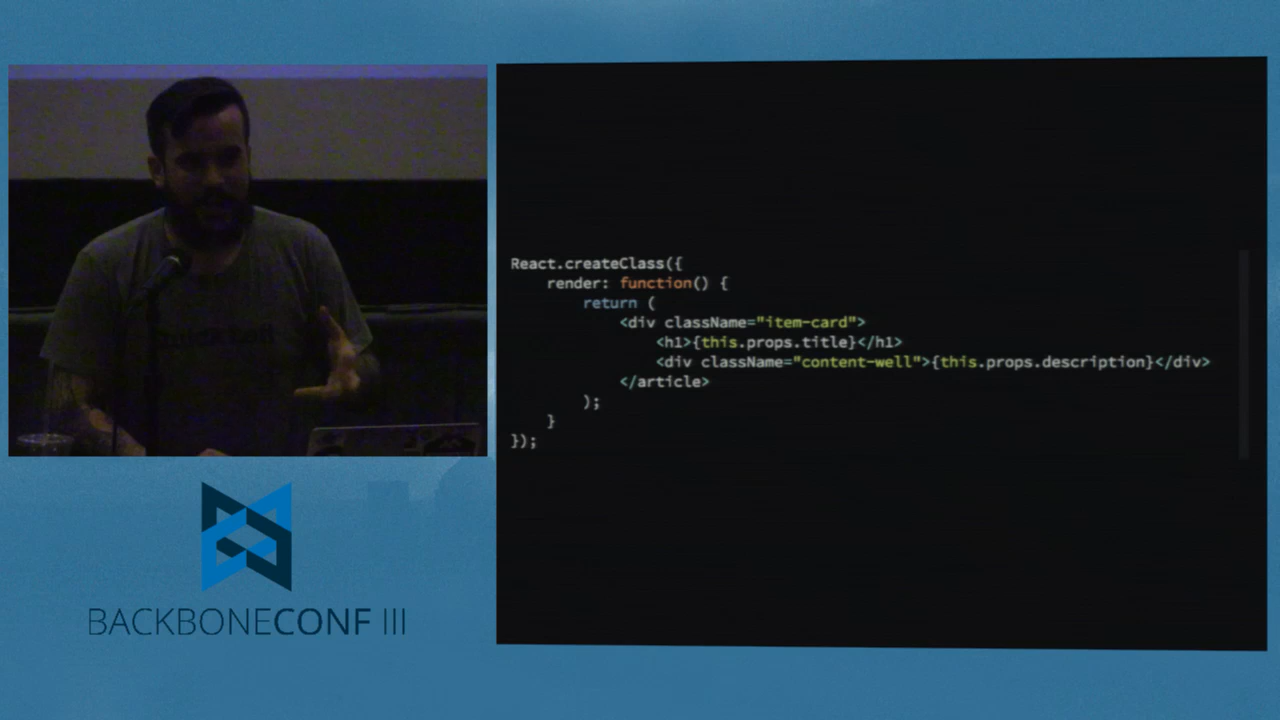 React.createClass({
render: function() {
return (
<div className="item-card">
<h1>{this.props.title}</h1>
<div className="content-well">{this.props.description}</div>
</article>
);
}
});
BACKBONECONF III